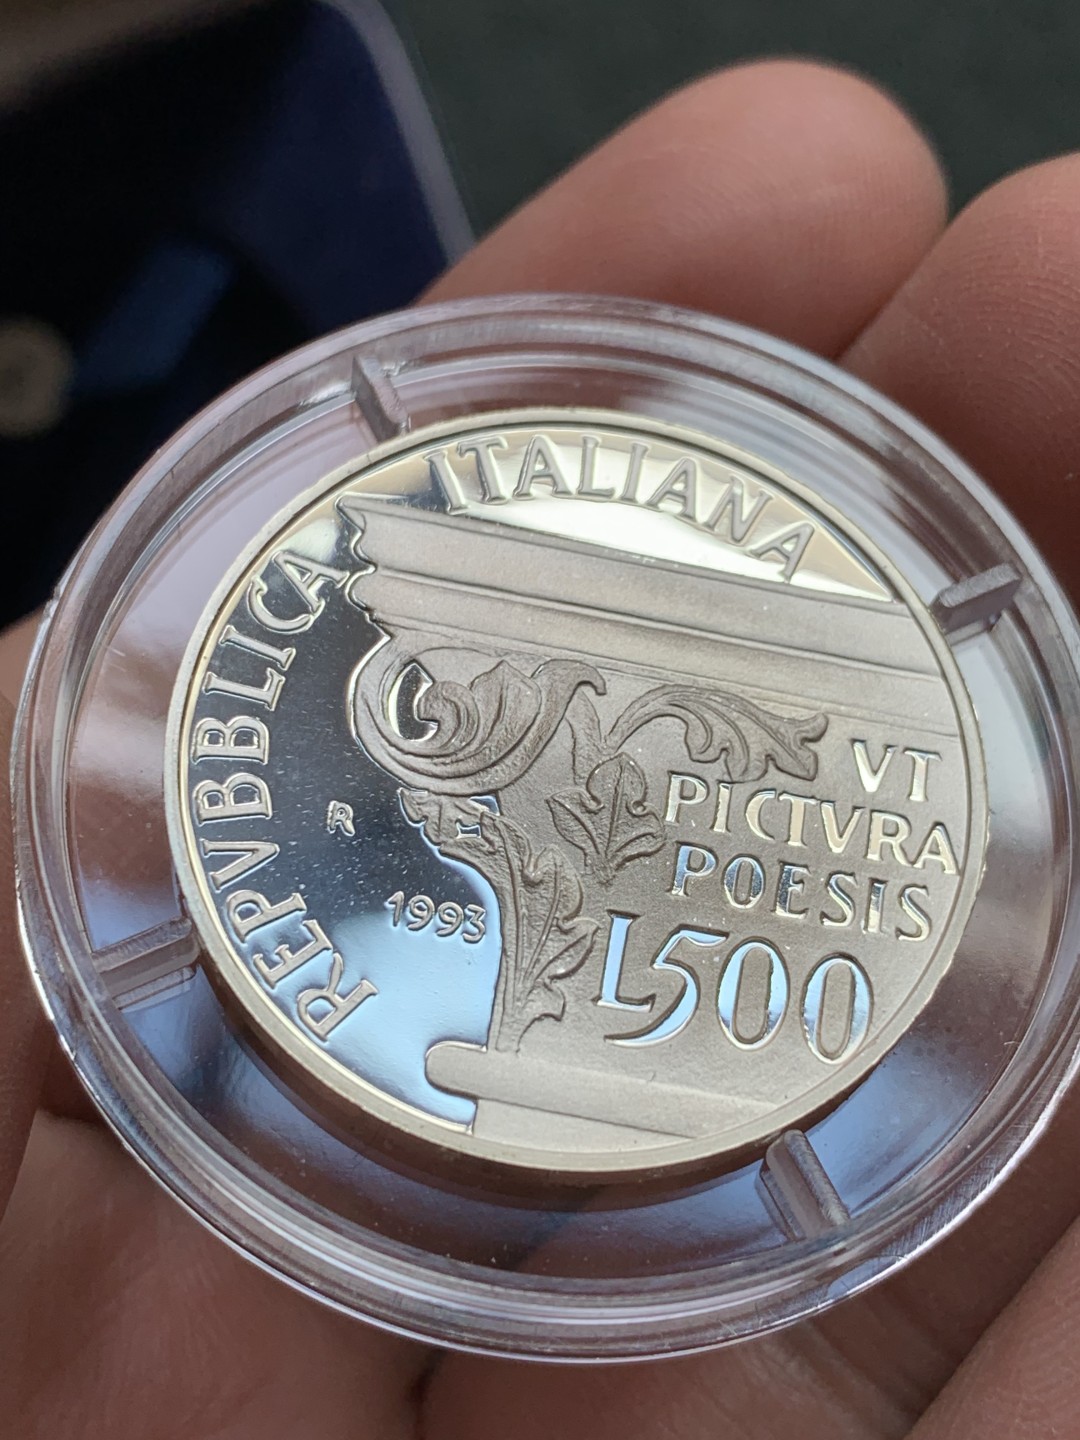 REPVBBLICA ITALIANA
R
1993
VT
PICTVRA
POESIS
L500